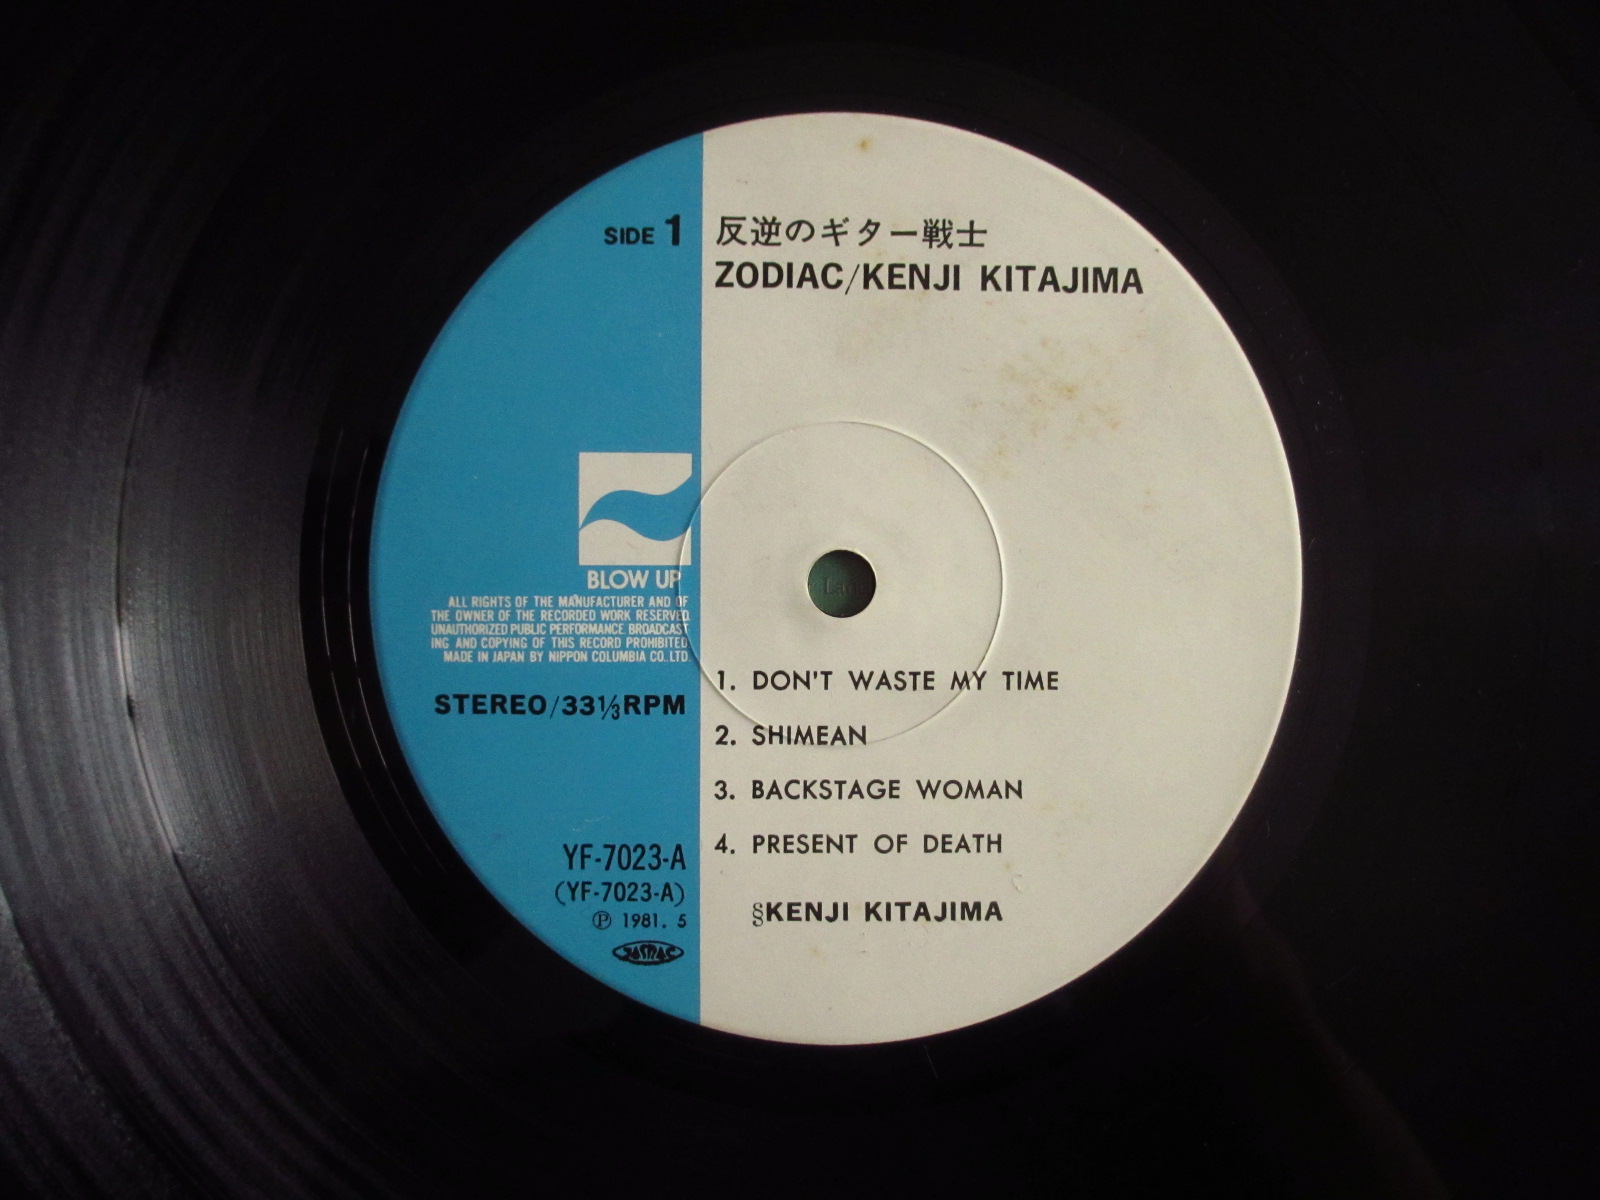 SIDE 1
反逆のギター戦士
ZODIAC/KENJI KITAJIMA
BLOW UP
ALL RIGHTS OF THE MANUFACTURER AND OF
THE OWNER OF THE RECORDED WORK RESERVED.
UNAUTHORIZED PUBLIC PERFORMANCE. BROADCAST
ING AND COPYING OF THIS RECORD PROHIBITED.
MADE IN JAPAN BY NIPPON COLUMBIA CO.,LTD.
STEREO/33⅓RPM
1. DON'T WASTE MY TIME
2. SHIMEAN
3. BACKSTAGE WOMAN
4. PRESENT OF DEATH
§KENJI KITAJIMA
YF-7023-A
(YF-7023-A)
Ⓟ 1981. 5
JASRAC